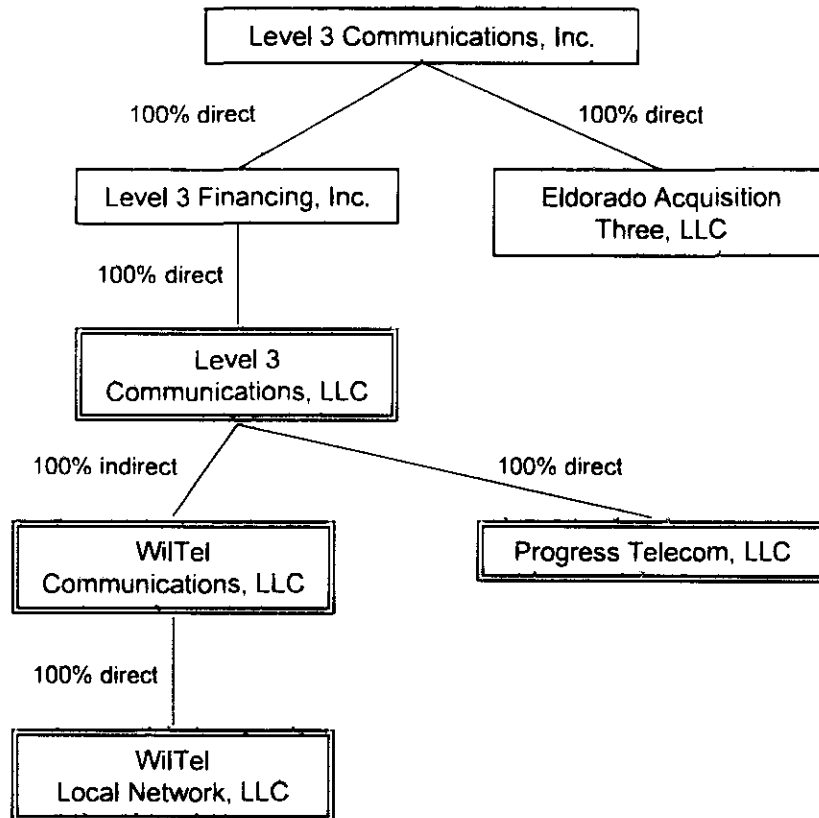 Level 3 Communications, Inc.
100% direct
100% direct
Level 3 Financing, Inc.
Eldorado Acquisition
Three, LLC
100% direct
Level 3
Communications, LLC
100% indirect
100% direct
WilTel
Communications, LLC
Progress Telecom, LLC
100% direct
WilTel
Local Network, LLC